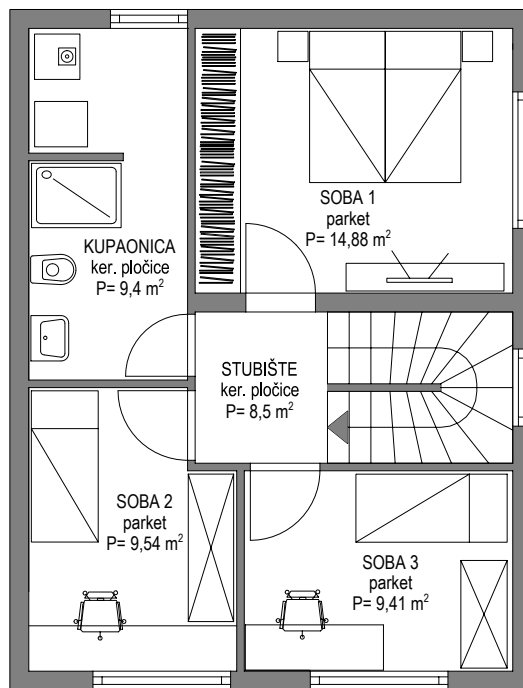 SOBA 1
parket
P= 14,88 m²
KUPAONICA
ker. pločice
P= 9,4 m²
STUBIŠTE
ker. pločice
P= 8,5 m²
SOBA 2
parket
P= 9,54 m²
SOBA 3
parket
P= 9,41 m²